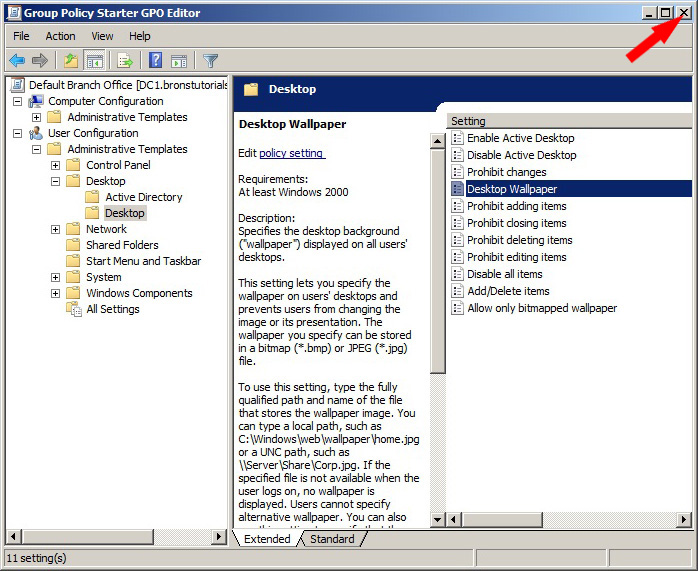 Group Policy Starter GPO Editor
File Action View Help
Default Branch Office [DC1.bronstutorials
Computer Configuration
Administrative Templates
User Configuration
Administrative Templates
Control Panel
Desktop
Active Directory
Desktop
Network
Shared Folders
Start Menu and Taskbar
System
Windows Components
All Settings
Desktop
Desktop Wallpaper
Edit policy setting
Requirements:
At least Windows 2000
Description:
Specifies the desktop background
("wallpaper") displayed on all users'
desktops.
This setting lets you specify the
wallpaper on users' desktops and
prevents users from changing the
image or its presentation. The
wallpaper you specify can be stored
in a bitmap (*.bmp) or JPEG (*.jpg)
file.
To use this setting, type the fully
qualified path and name of the file
that stores the wallpaper image. You
can type a local path, such as
C:\Windows\web\wallpaper\home.jpg
or a UNC path, such as
\\Server\Share\Corp.jpg. If the
specified file is not available when the
user logs on, no wallpaper is
displayed. Users cannot specify
alternative wallpaper. You can also
Setting
Enable Active Desktop
Disable Active Desktop
Prohibit changes
Desktop Wallpaper
Prohibit adding items
Prohibit closing items
Prohibit deleting items
Prohibit editing items
Disable all items
Add/Delete items
Allow only bitmapped wallpaper
Extended Standard
11 setting(s)